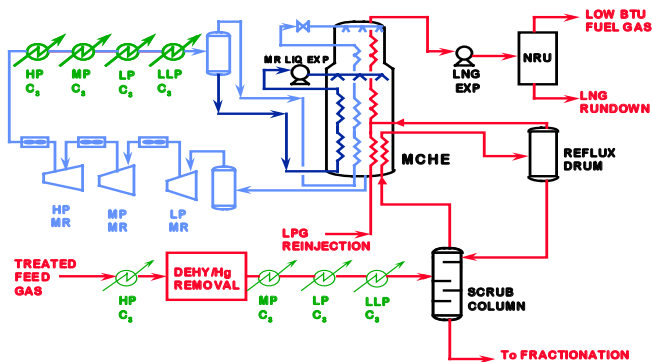 LOW BTU
FUEL GAS
MR LIQ EXP
NRU
LNG
EXP
HP
C₃
MP
C₃
LP
C₃
LLP
C₃
LNG
RUNDOWN
MCHE
REFLUX
DRUM
HP
MR
MP
MR
LP
MR
LPG
REINJECTION
TREATED
FEED
GAS
DEHY/Hg
REMOVAL
HP
C₃
MP
C₃
LP
C₃
LLP
C₃
SCRUB
COLUMN
To FRACTIONATION